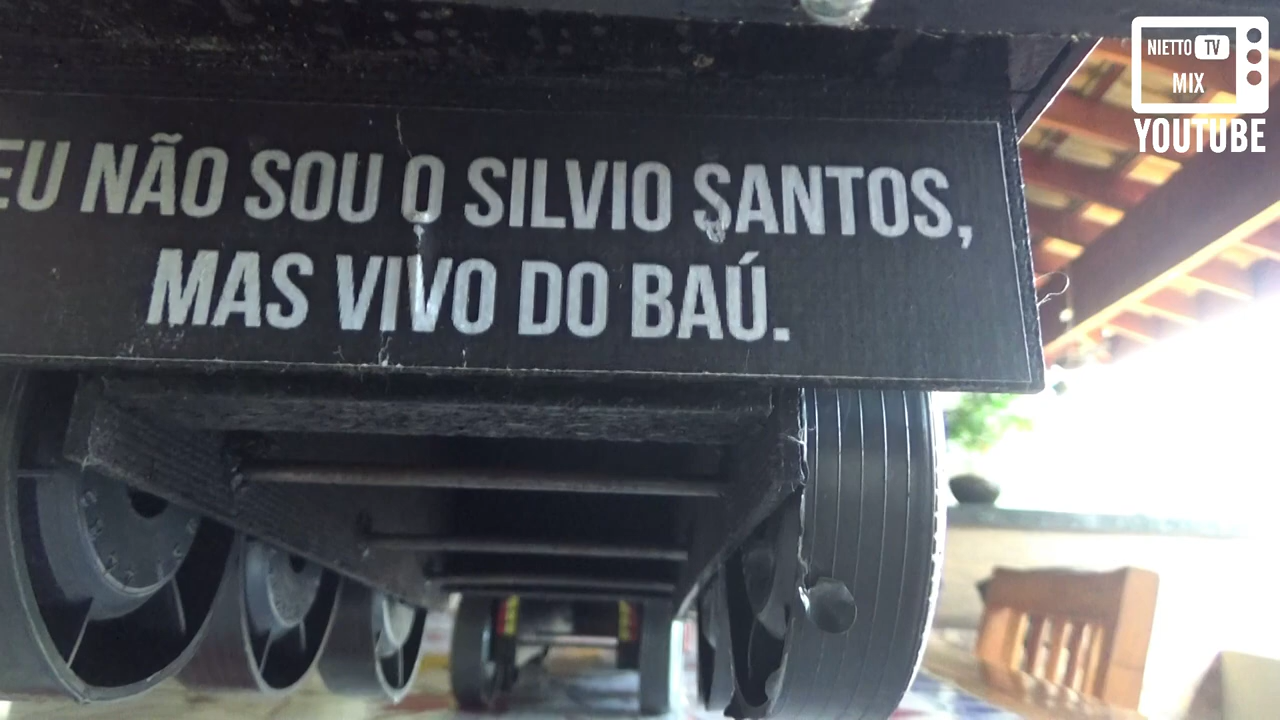 EU NÃO SOU O SILVIO SANTOS,
MAS VIVO DO BAÚ.
NIETTO TV
MIX
YOUTUBE